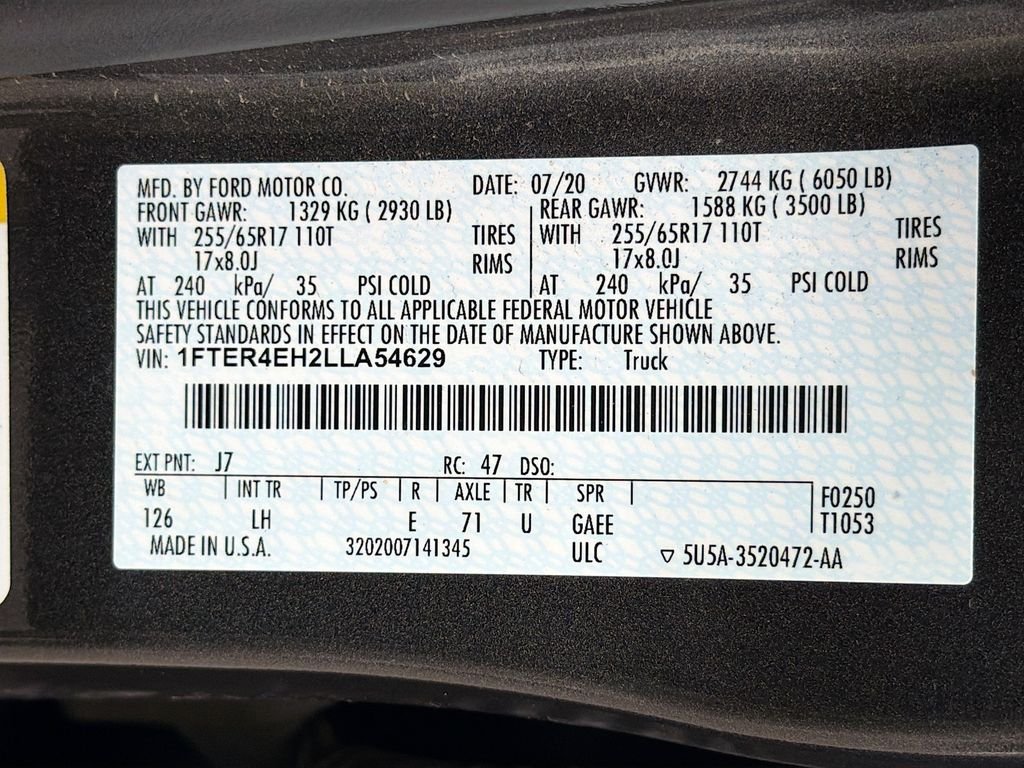 MFD. BY FORD MOTOR CO. DATE: 07/20 GVWR: 2744 KG ( 6050 LB)
FRONT GAWR: 1329 KG ( 2930 LB) REAR GAWR: 1588 KG ( 3500 LB)
WITH 255/65R17 110T TIRES WITH 255/65R17 110T TIRES
17x8.0J RIMS 17x8.0J RIMS
AT 240 kPa/ 35 PSI COLD AT 240 kPa/ 35 PSI COLD
THIS VEHICLE CONFORMS TO ALL APPLICABLE FEDERAL MOTOR VEHICLE
SAFETY STANDARDS IN EFFECT ON THE DATE OF MANUFACTURE SHOWN ABOVE.
VIN: 1FTER4EH2LLA54629 TYPE: Truck
EXT PNT: J7 RC: 47 DSO:
WB INT TR TP/PS R AXLE TR SPR F0250
126 LH E 71 U GAEE T1053
MADE IN U.S.A. 3202007141345 ULC ▽ 5U5A-3520472-AA